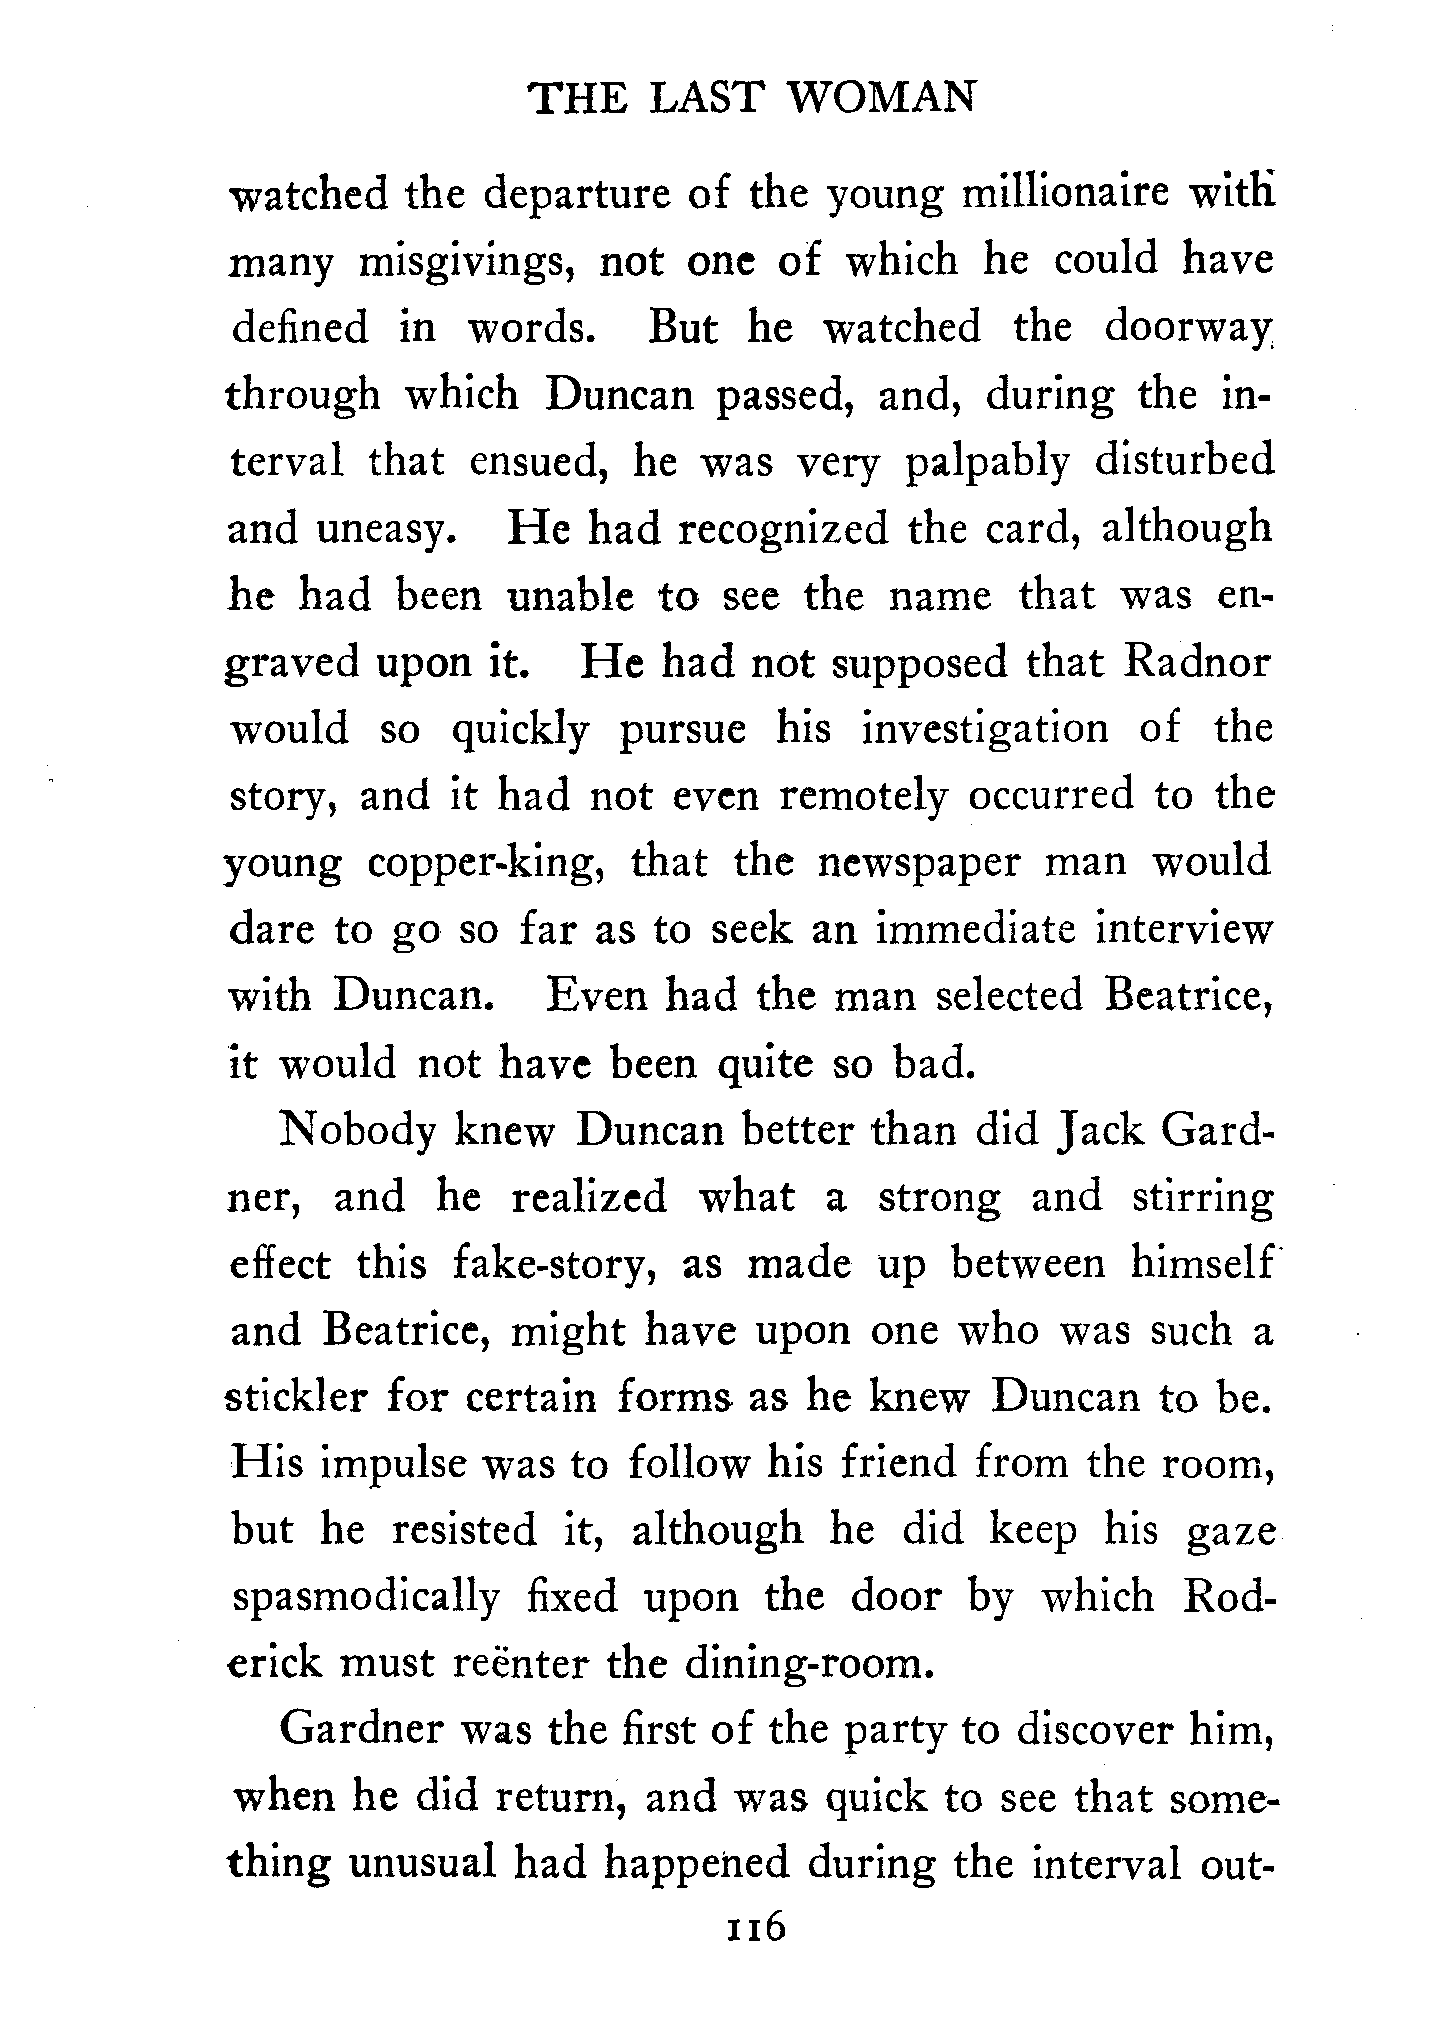 THE LAST WOMAN
watched the departure of the young millionaire with
many misgivings, not one of which he could have
defined in words. But he watched the doorway
through which Duncan passed, and, during the in-
terval that ensued, he was very palpably disturbed
and uneasy. He had recognized the card, although
he had been unable to see the name that was en-
graved upon it. He had not supposed that Radnor
would so quickly pursue his investigation of the
story, and it had not even remotely occurred to the
young copper-king, that the newspaper man would
dare to go so far as to seek an immediate interview
with Duncan. Even had the man selected Beatrice,
it would not have been quite so bad.
Nobody knew Duncan better than did Jack Gard-
ner, and he realized what a strong and stirring
effect this fake-story, as made up between himself
and Beatrice, might have upon one who was such a
stickler for certain forms as he knew Duncan to be.
His impulse was to follow his friend from the room,
but he resisted it, although he did keep his gaze
spasmodically fixed upon the door by which Rod-
erick must reënter the dining-room.
Gardner was the first of the party to discover him,
when he did return, and was quick to see that some-
thing unusual had happened during the interval out-
116